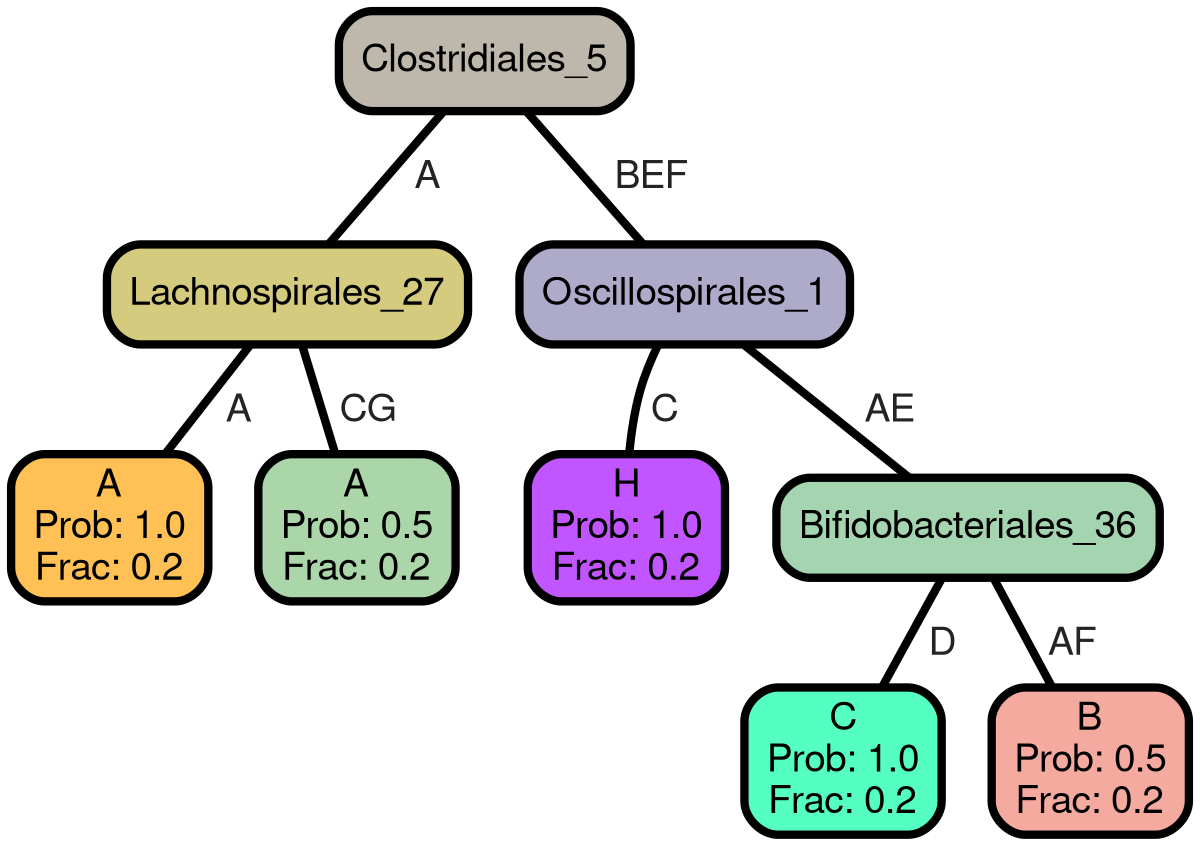 Clostridiales_5
A
BEF
Lachnospirales_27
Oscillospirales_1
A
CG
C
AE
A
Prob: 1.0
Frac: 0.2
A
Prob: 0.5
Frac: 0.2
H
Prob: 1.0
Frac: 0.2
Bifidobacteriales_36
D
AF
C
Prob: 1.0
Frac: 0.2
B
Prob: 0.5
Frac: 0.2